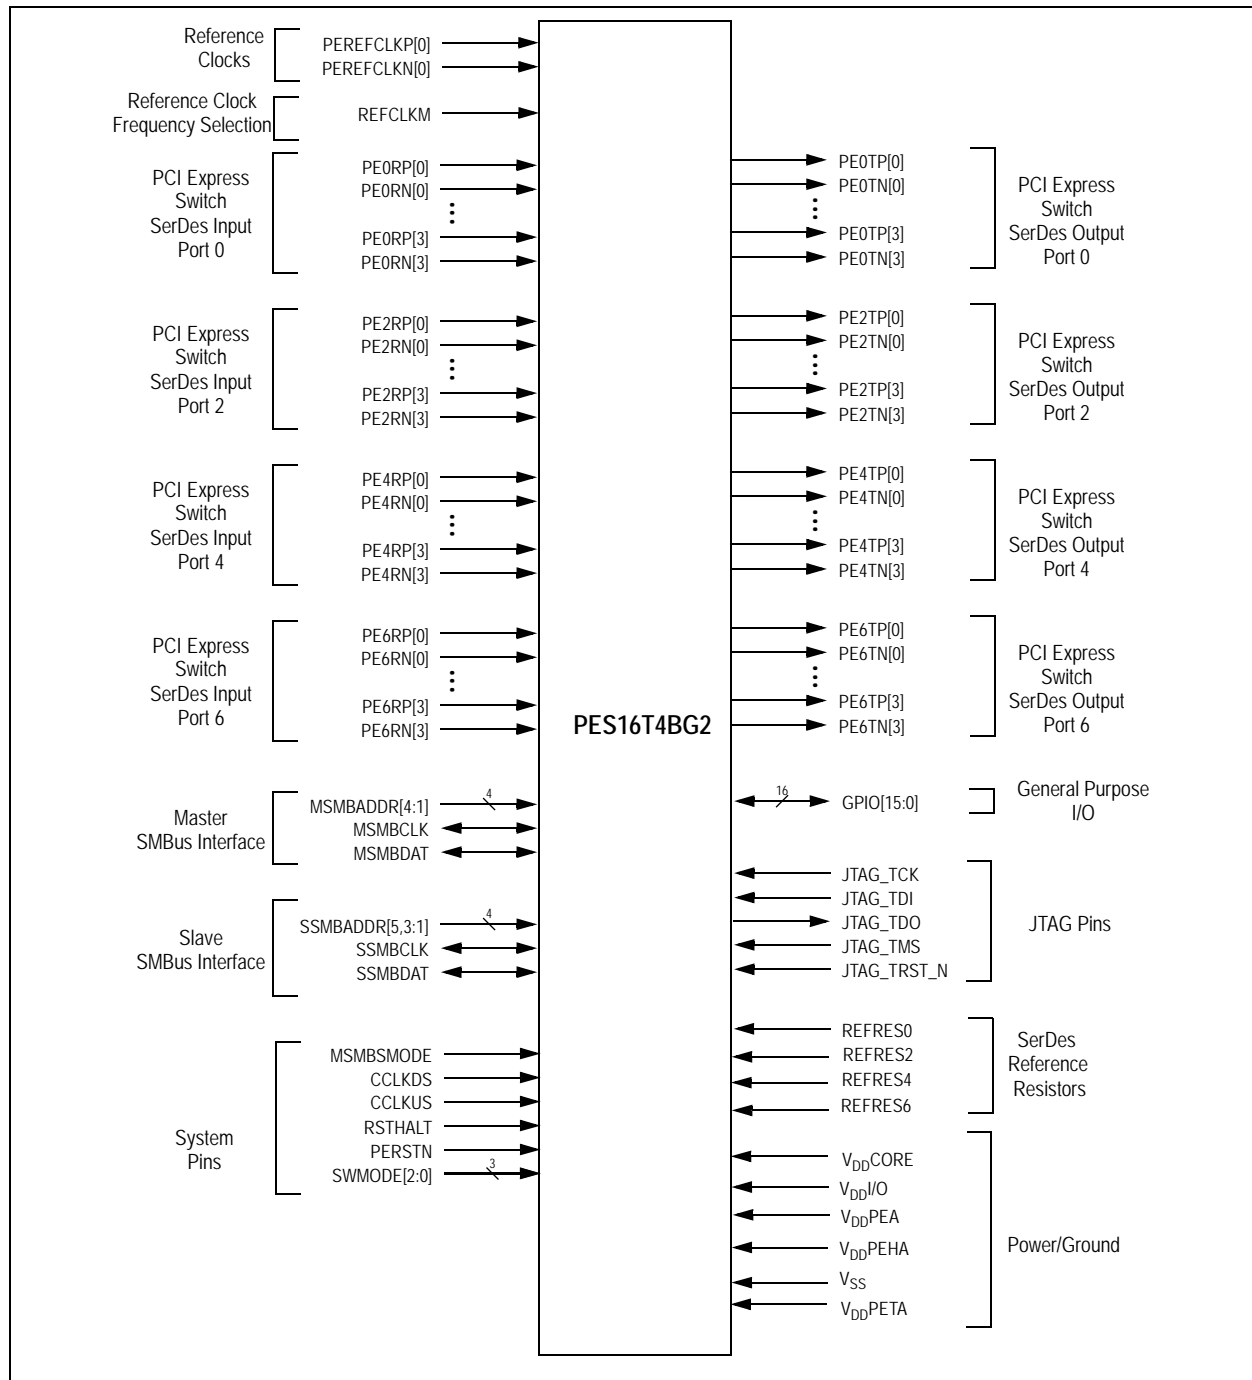 Reference
Clocks
PEREFCLKP[0]
PEREFCLKN[0]
Reference Clock
Frequency Selection
REFCLKM
PCI Express
Switch
SerDes Input
Port 0
PE0RP[0]
PE0RN[0]
PE0RP[3]
PE0RN[3]
PCI Express
Switch
SerDes Input
Port 2
PE2RP[0]
PE2RN[0]
PE2RP[3]
PE2RN[3]
PCI Express
Switch
SerDes Input
Port 4
PE4RP[0]
PE4RN[0]
PE4RP[3]
PE4RN[3]
PCI Express
Switch
SerDes Input
Port 6
PE6RP[0]
PE6RN[0]
PE6RP[3]
PE6RN[3]
Master
SMBus Interface
MSMBADDR[4:1]
4
MSMBCLK
MSMBDAT
Slave
SMBus Interface
SSMBADDR[5,3:1]
4
SSMBCLK
SSMBDAT
System
Pins
MSMBSMODE
CCLKDS
CCLKUS
RSTHALT
PERSTN
SWMODE[2:0]
3
PES16T4BG2
PE0TP[0]
PE0TN[0]
PE0TP[3]
PE0TN[3]
PCI Express
Switch
SerDes Output
Port 0
PE2TP[0]
PE2TN[0]
PE2TP[3]
PE2TN[3]
PCI Express
Switch
SerDes Output
Port 2
PE4TP[0]
PE4TN[0]
PE4TP[3]
PE4TN[3]
PCI Express
Switch
SerDes Output
Port 4
PE6TP[0]
PE6TN[0]
PE6TP[3]
PE6TN[3]
PCI Express
Switch
SerDes Output
Port 6
16
GPIO[15:0]
General Purpose
I/O
JTAG_TCK
JTAG_TDI
JTAG_TDO
JTAG_TMS
JTAG_TRST_N
JTAG Pins
REFRES0
REFRES2
REFRES4
REFRES6
SerDes
Reference
Resistors
VDDCORE
VDDI/O
VDDPEA
VDDPEHA
VSS
VDDPETA
Power/Ground